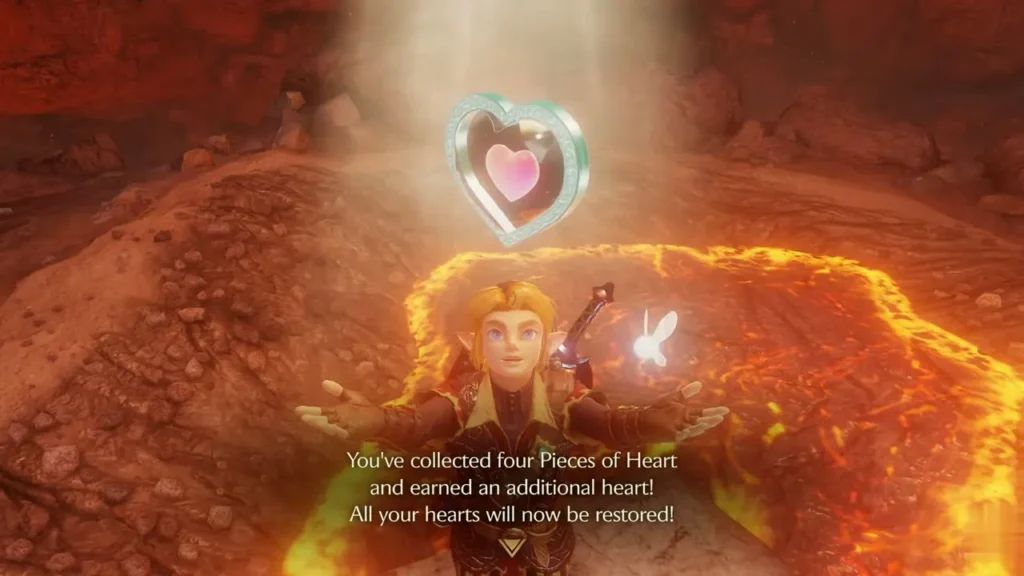 You've collected four Pieces of Heart
and earned an additional heart!
All your hearts will now be restored!